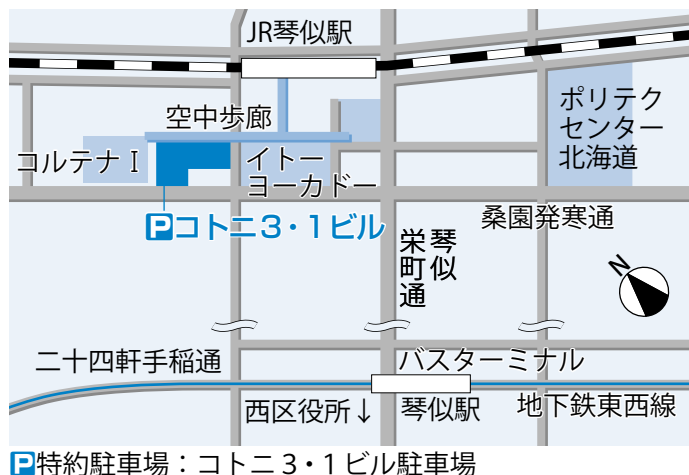 JR琴似駅
空中歩廊
ポリテク
センター
北海道
コルテナⅠ
イトー
ヨーカドー
Pコトニ3・1ビル
桑園発寒通
琴似
栄町通
N
二十四軒手稲通
バスターミナル
西区役所↓
琴似駅
地下鉄東西線
P特約駐車場：コトニ3・1ビル駐車場